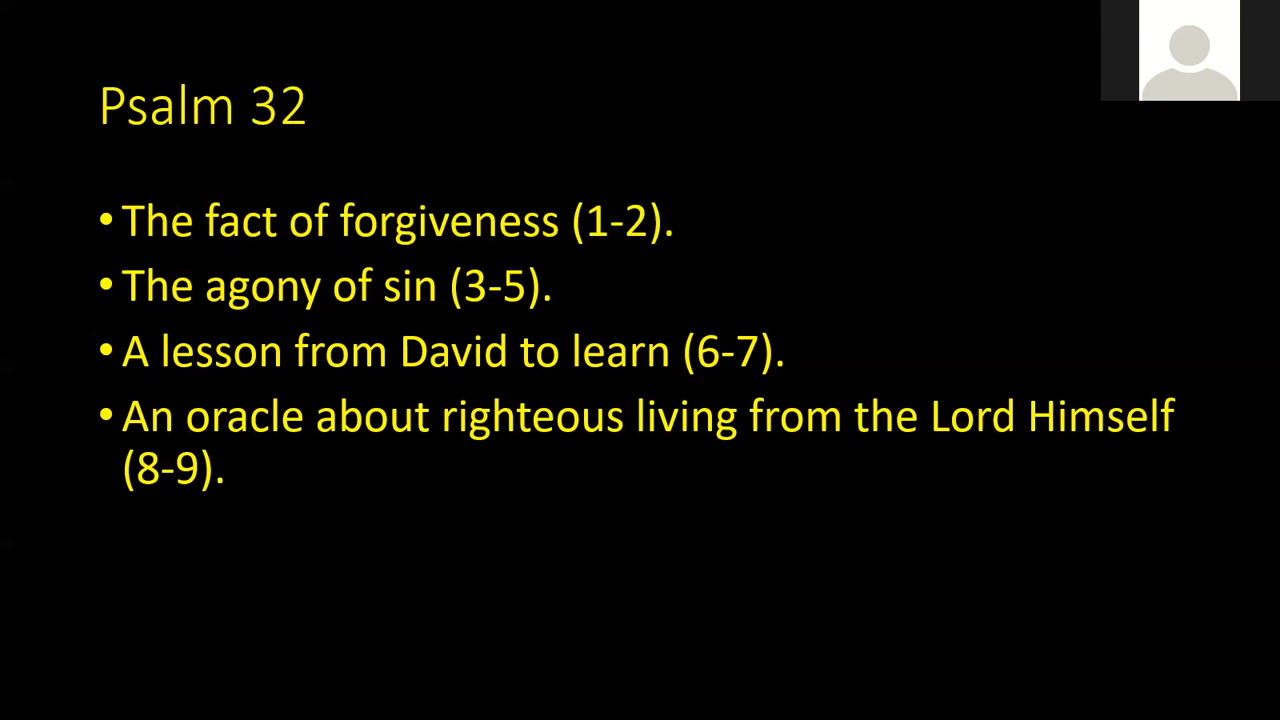 Psalm 32
• The fact of forgiveness (1-2).
• The agony of sin (3-5).
• A lesson from David to learn (6-7).
• An oracle about righteous living from the Lord Himself
(8-9).